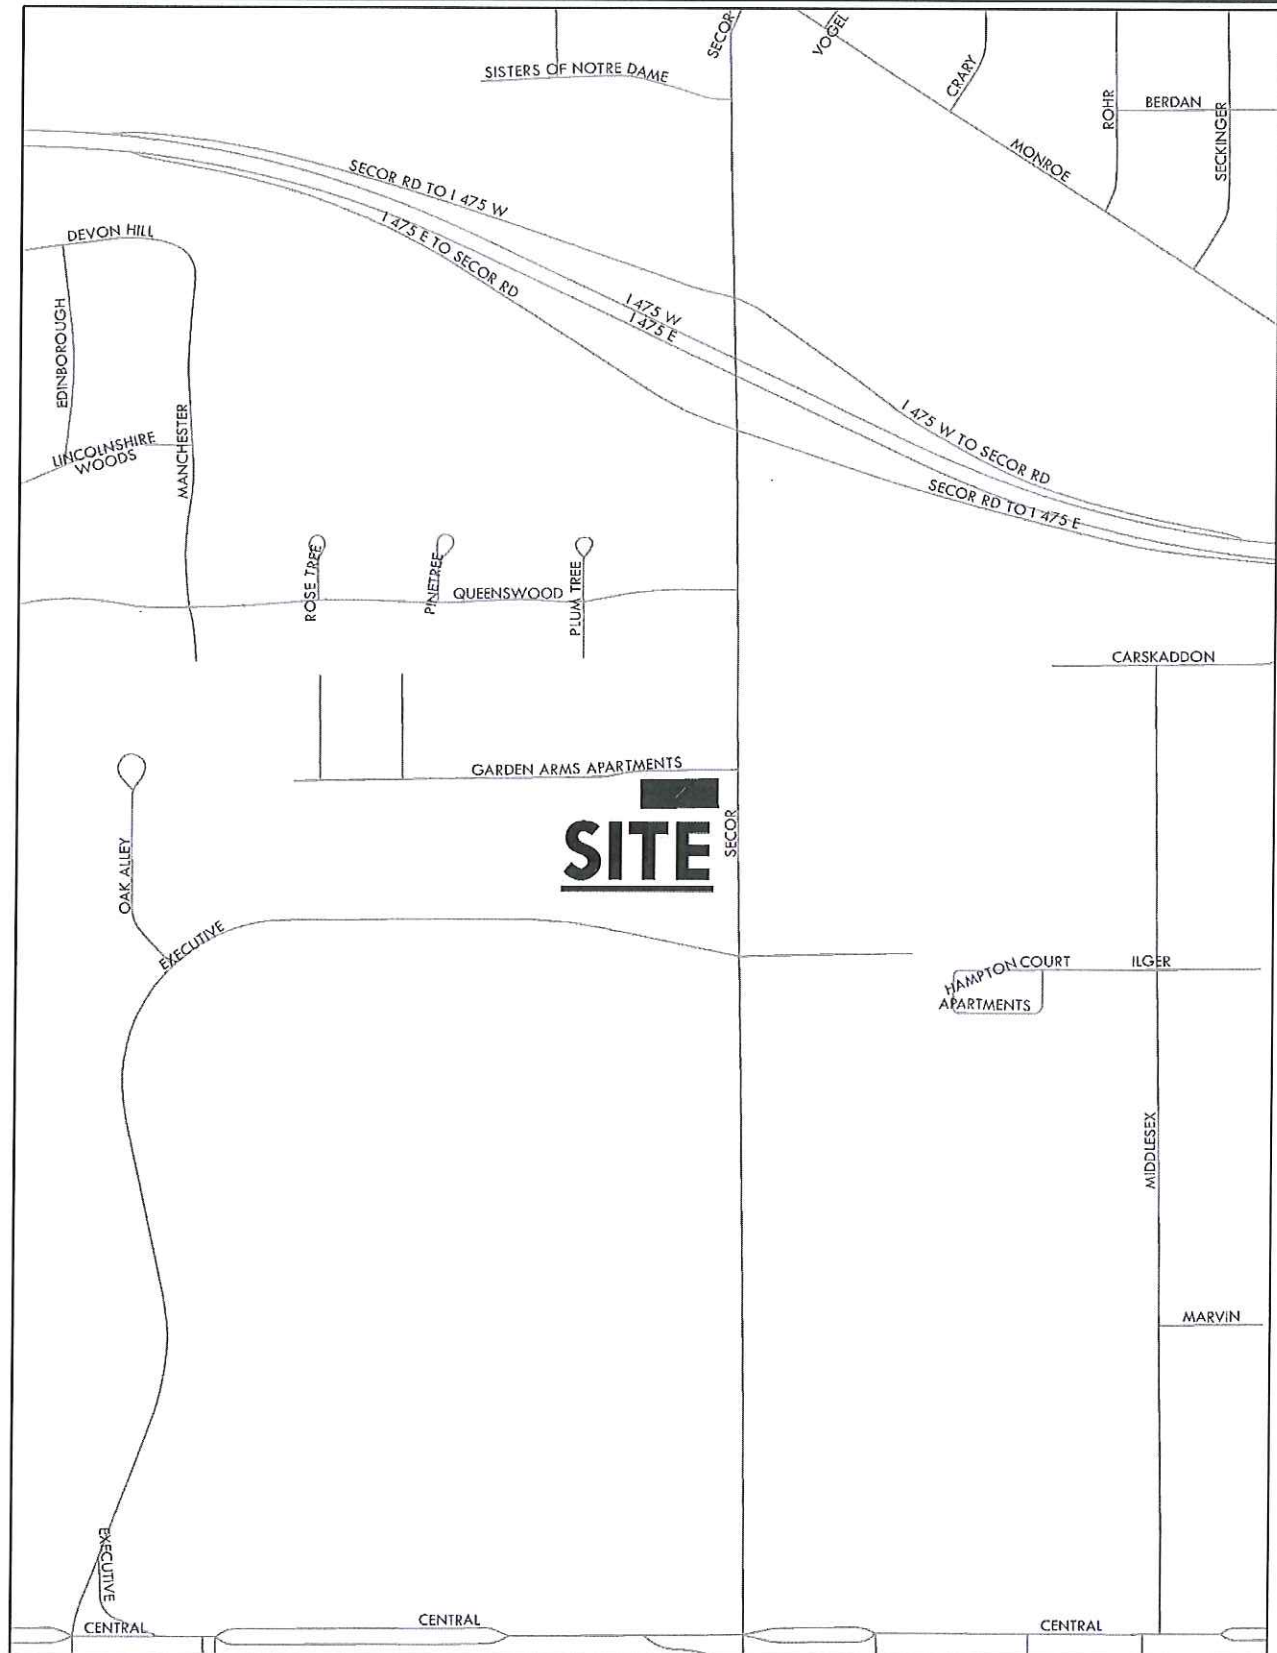 SECOR
VOGEL
SISTERS OF NOTRE DAME
CRARY
ROHR
BERDAN
SECKINGER
MONROE
SECOR RD TO I 475 W
I 475 E TO SECOR RD
DEVON HILL
EDINBOROUGH
I 475 W
I 475 E
MANCHESTER
LINCOLNSHIRE
WOODS
I 475 W TO SECOR RD
SECOR RD TO I 475 E
ROSE TREE
PINETREE
QUEENSWOOD
PLUM TREE
CARSKADDON
GARDEN ARMS APARTMENTS
SITE
SECOR
OAK ALLEY
EXECUTIVE
HAMPTON COURT
APARTMENTS
ILGER
MIDDLESEX
MARVIN
EXECUTIVE
CENTRAL
CENTRAL
CENTRAL